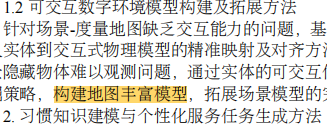 1.2 可交互数字环境模型构建及拓展方法
针对场景-度量地图缺乏交互能力的问题，基
实体到交互式物理模型的精准映射及对齐方
隐藏物体难以观测问题，通过实体的可交互
策略，构建地图丰富模型，拓展场景模型的
2. 习惯知识建模与个性化服务任务生成方法